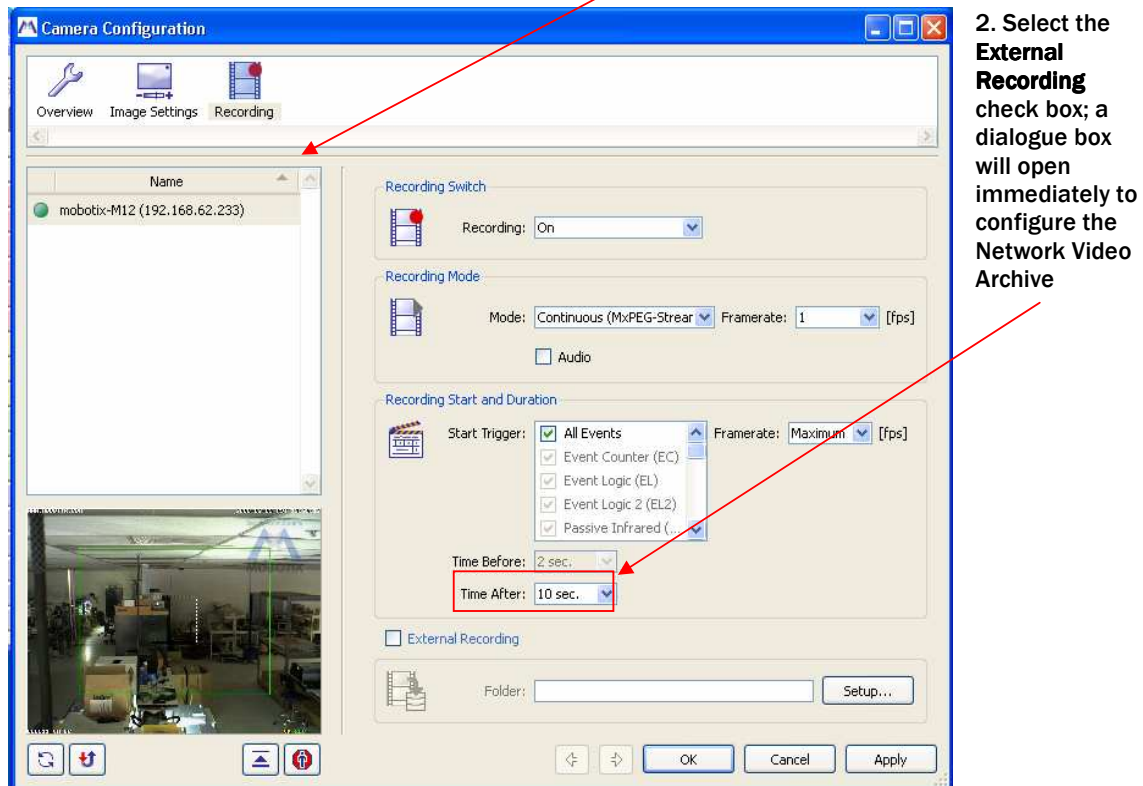 Camera Configuration
Overview Image Settings Recording
Name
mobotix-M12 (192.168.62.233)
MOBOTIX
Recording Switch
Recording: On
Recording Mode
Mode: Continuous (MxPEG-Strear Framerate: 1 [fps]
Audio
Recording Start and Duration
Start Trigger: All Events Framerate: Maximum [fps]
Event Counter (EC)
Event Logic (EL)
Event Logic 2 (EL2)
Passive Infrared (...
Time Before: 2 sec.
Time After: 10 sec.
External Recording
Folder: Setup...
OK Cancel Apply
2. Select the
External
Recording
check box; a
dialogue box
will open
immediately to
configure the
Network Video
Archive